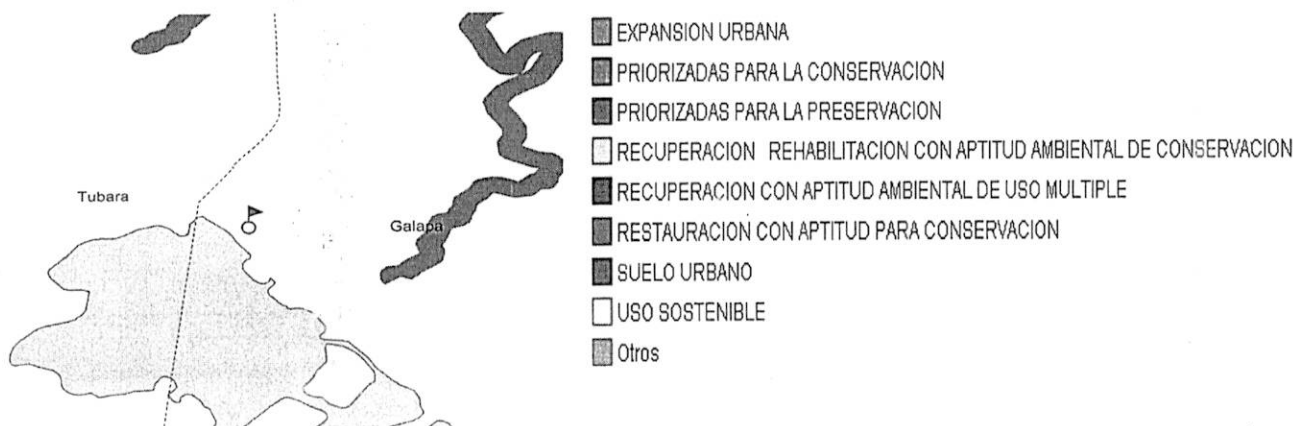 Tubara
Galapa
EXPANSION URBANA
PRIORIZADAS PARA LA CONSERVACION
PRIORIZADAS PARA LA PRESERVACION
RECUPERACION REHABILITACION CON APTITUD AMBIENTAL DE CONSERVACION
RECUPERACION CON APTITUD AMBIENTAL DE USO MULTIPLE
RESTAURACION CON APTITUD PARA CONSERVACION
SUELO URBANO
USO SOSTENIBLE
Otros